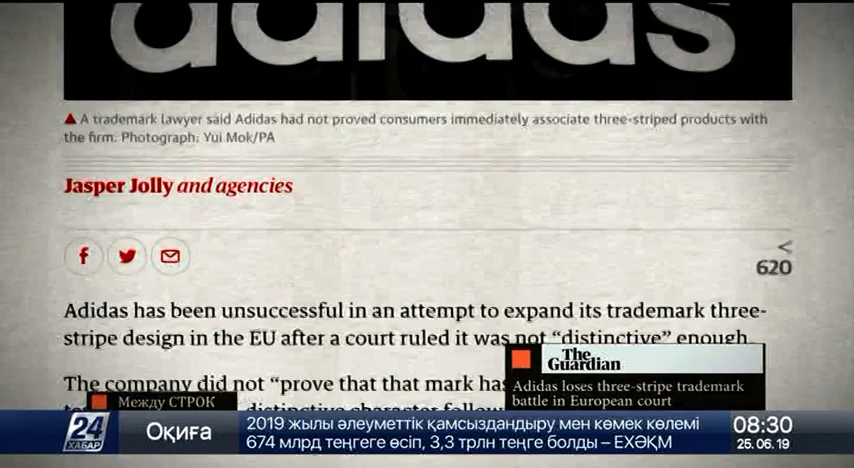 adidas
▲ A trademark lawyer said Adidas had not proved consumers immediately associate three-striped products with
the firm. Photograph: Yui Mok/PA
Jasper Jolly and agencies
620
Adidas has been unsuccessful in an attempt to expand its trademark three-
stripe design in the EU after a court ruled it was not “distinctive” enough
The company did not “prove that that mark has
distinctive character
The Guardian
Adidas loses three-stripe trademark
battle in European court
Между СТРОК
24
ХАБАР
Оқиға
2019 жылы әлеуметтік қамсыздандыру мен көмек көлемі
674 млрд теңгеге өсіп, 3,3 трлн теңге болды – ЕХӘҚМ
08:30
25.06.19